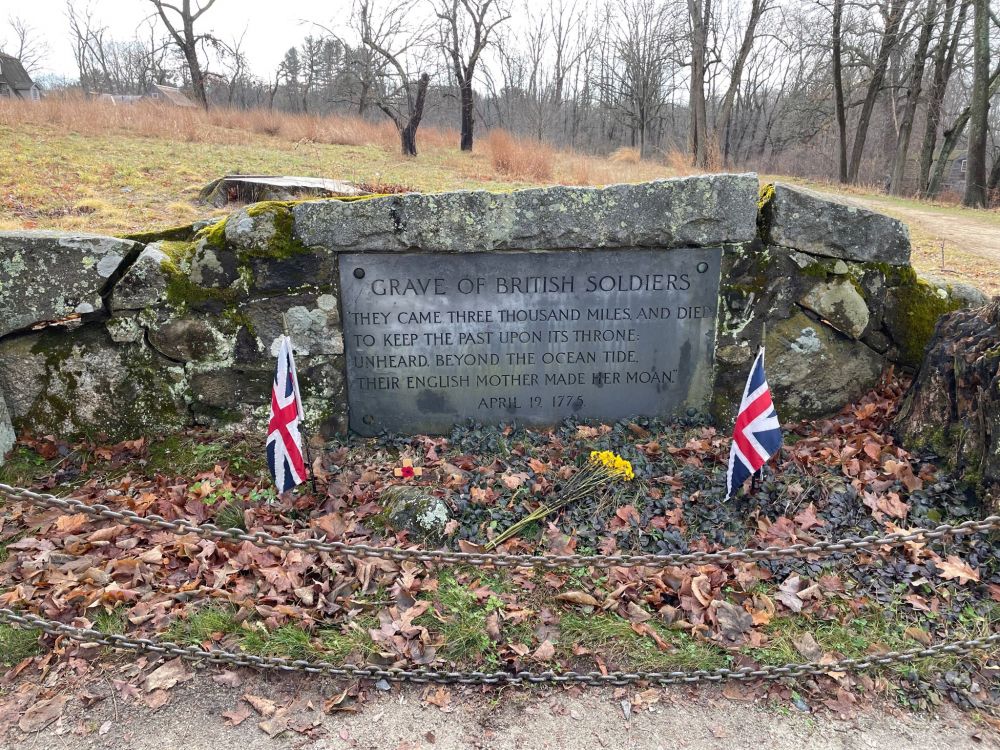 GRAVE OF BRITISH SOLDIERS
"THEY CAME THREE THOUSAND MILES, AND DIED,
TO KEEP THE PAST UPON ITS THRONE:
UNHEARD, BEYOND THE OCEAN TIDE,
THEIR ENGLISH MOTHER MADE HER MOAN."
APRIL 19, 1775